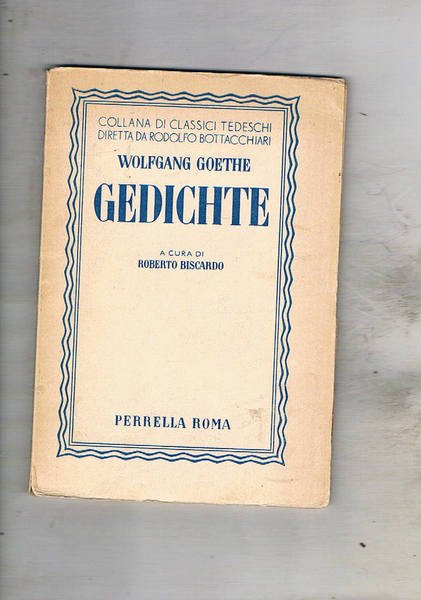 COLLANA DI CLASSICI TEDESCHI
DIRETTA DA RODOLFO BOTTACCHIARI
WOLFGANG GOETHE
GEDICHTE
A CURA DI
ROBERTO BISCARDO
PERRELLA ROMA